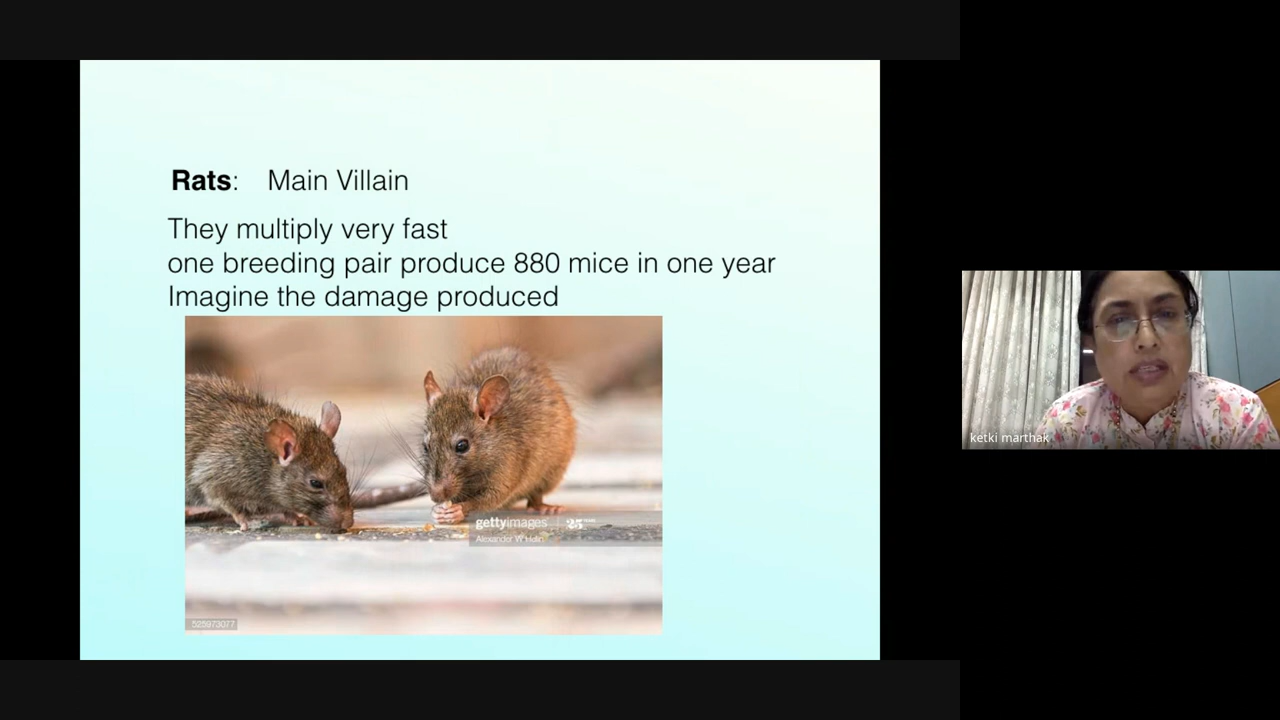 Rats: Main Villain
They multiply very fast
one breeding pair produce 880 mice in one year
Imagine the damage produced
gettyimages
Alexander W Helin
525973077
ketki marthak